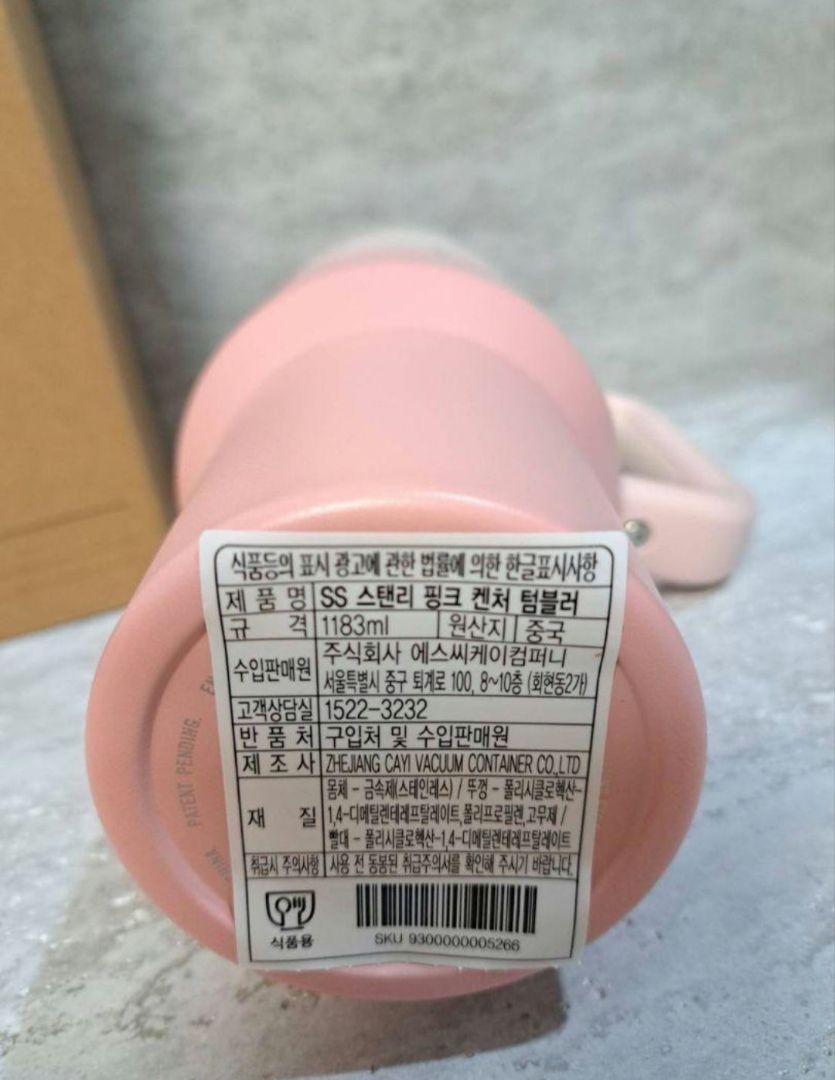 식품등의 표시 광고에 관한 법률에 의한 한글표시사항
제 품 명 SS 스탠리 핑크 켄처 텀블러
규 격 1183ml 원산지 중국
수입판매원 주식회사 에스씨케이컴퍼니
서울특별시 중구 퇴계로 100, 8~10층 (회현동2가)
고객상담실 1522-3232
반 품 처 구입처 및 수입판매원
제 조 사 ZHEJIANG CAYI VACUUM CONTAINER CO.,LTD
재 질 몸체 - 금속제(스테인레스) / 뚜껑 - 폴리시클로헥산-
1,4-디메틸렌테레프탈레이트,폴리프로필렌,고무제 /
빨대 - 폴리시클로헥산-1,4-디메틸렌테레프탈레이트
취급시 주의사항 사용 전 동봉된 취급주의서를 확인해 주시기 바랍니다.
식품용
SKU 9300000005266
PATENT PENDING.